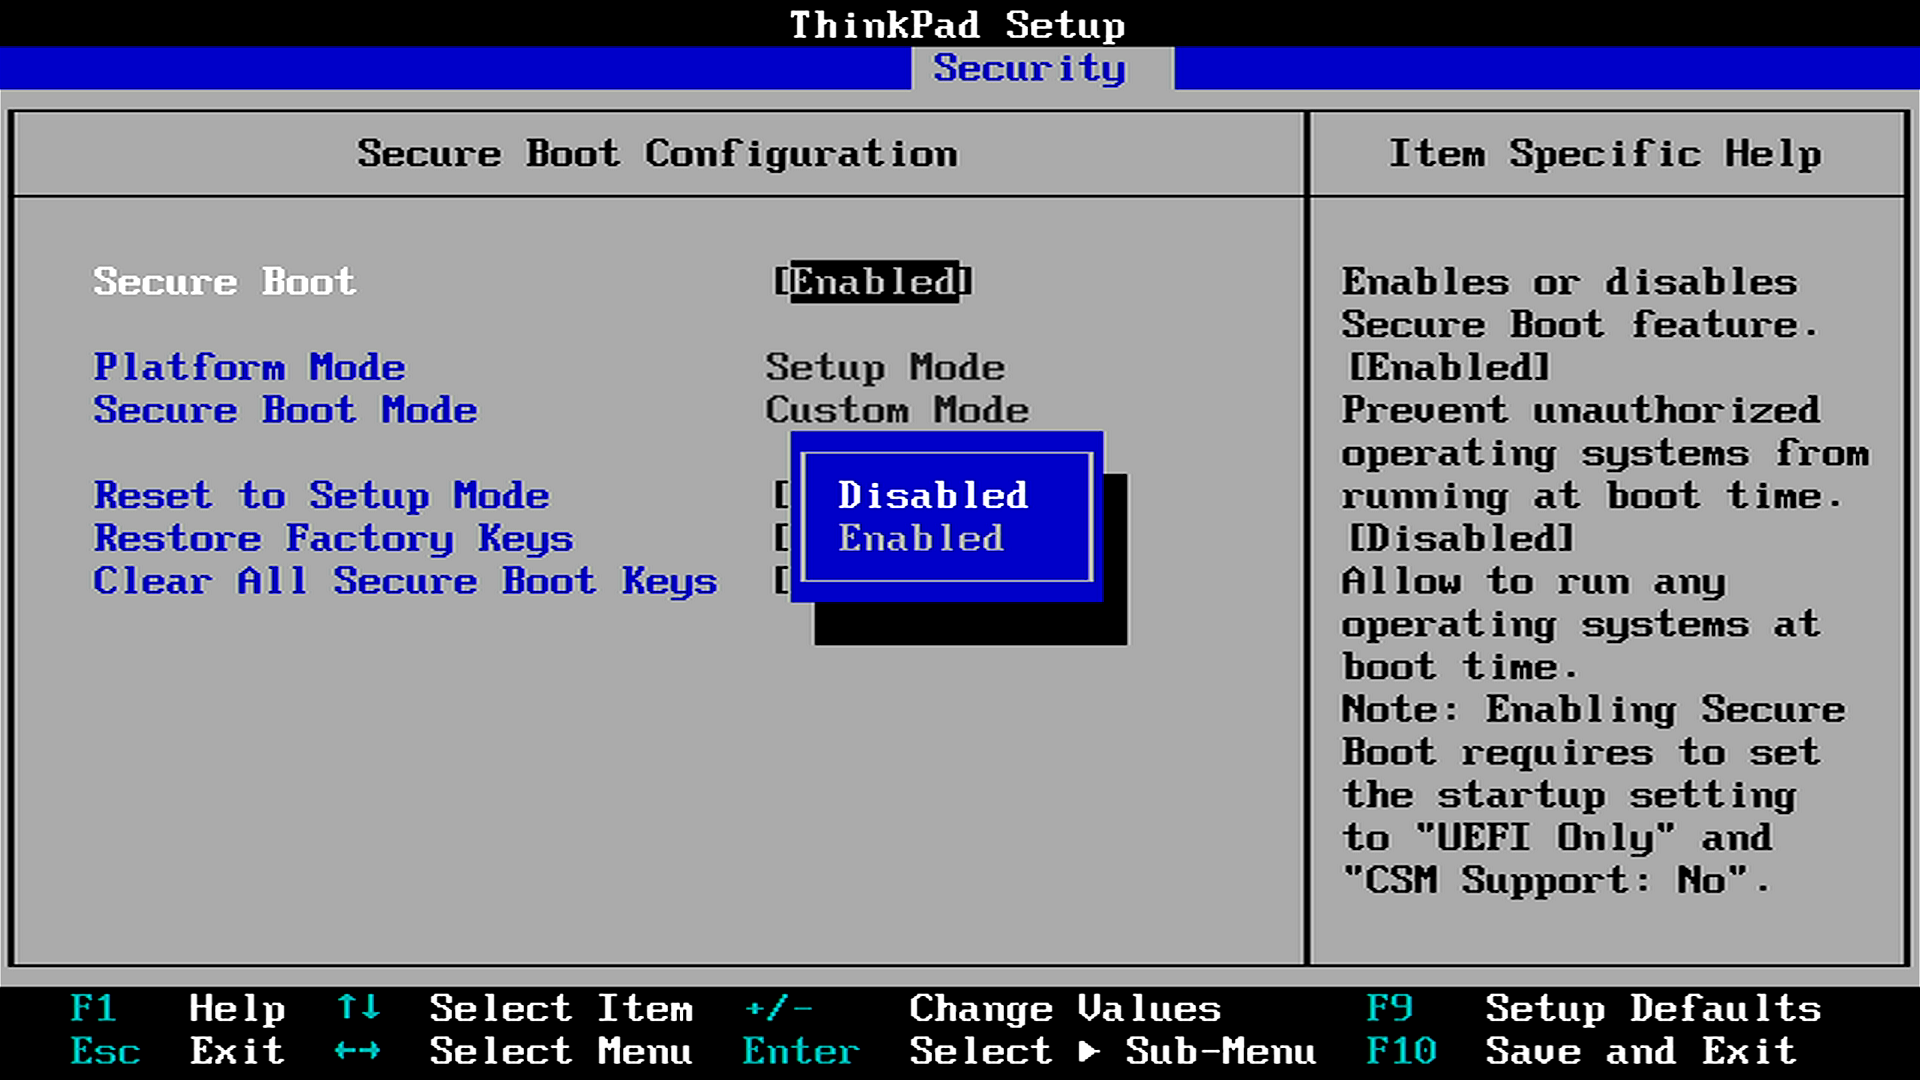 ThinkPad Setup
Security
Secure Boot Configuration
Item Specific Help
Secure Boot [Enabled]
Platform Mode Setup Mode
Secure Boot Mode Custom Mode
Reset to Setup Mode [
Restore Factory Keys [
Clear All Secure Boot Keys [
Disabled
Enabled
Enables or disables
Secure Boot feature.
[Enabled]
Prevent unauthorized
operating systems from
running at boot time.
[Disabled]
Allow to run any
operating systems at
boot time.
Note: Enabling Secure
Boot requires to set
the startup setting
to "UEFI Only" and
"CSM Support: No".
F1 Help ↑↓ Select Item +/- Change Values F9 Setup Defaults
Esc Exit ←→ Select Menu Enter Select ▶ Sub-Menu F10 Save and Exit